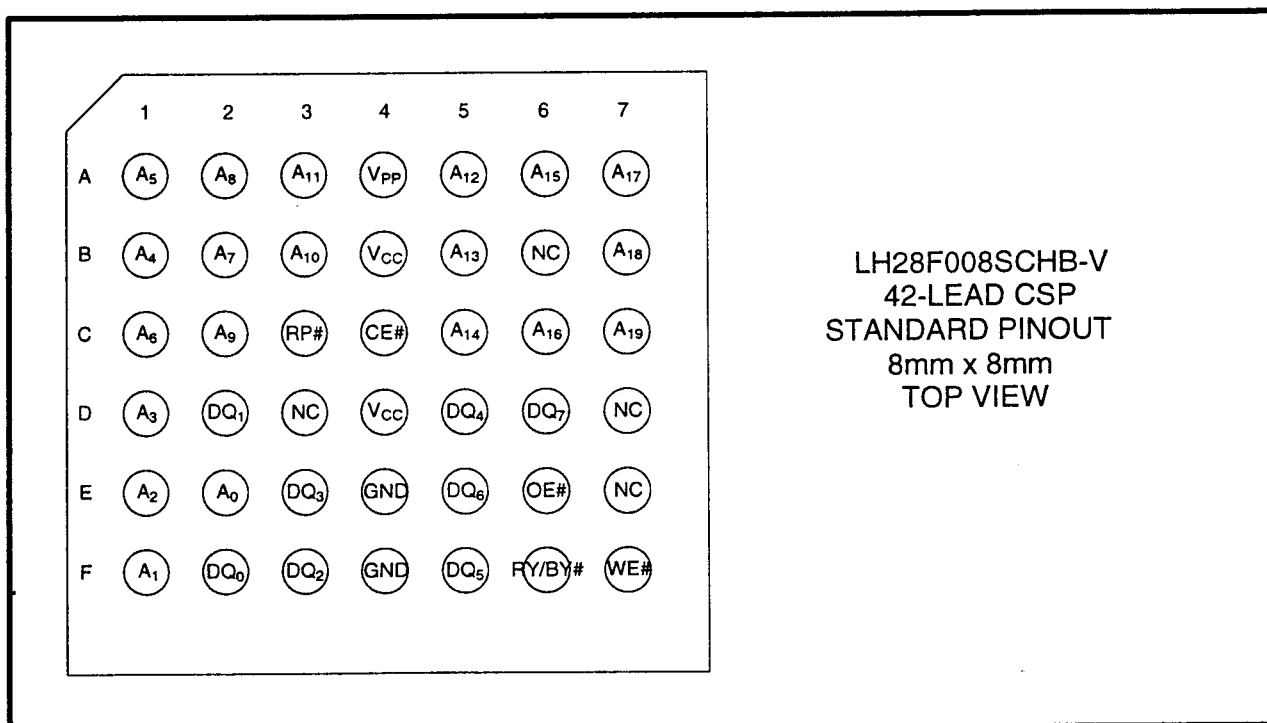 1 2 3 4 5 6 7
A A₅ A₈ A₁₁ VPP A₁₂ A₁₅ A₁₇
B A₄ A₇ A₁₀ VCC A₁₃ NC A₁₈
C A₆ A₉ RP# CE# A₁₄ A₁₆ A₁₉
D A₃ DQ₁ NC VCC DQ₄ DQ₇ NC
E A₂ A₀ DQ₃ GND DQ₆ OE# NC
F A₁ DQ₀ DQ₂ GND DQ₅ RY/BY# WE#
LH28F008SCHB-V
42-LEAD CSP
STANDARD PINOUT
8mm x 8mm
TOP VIEW